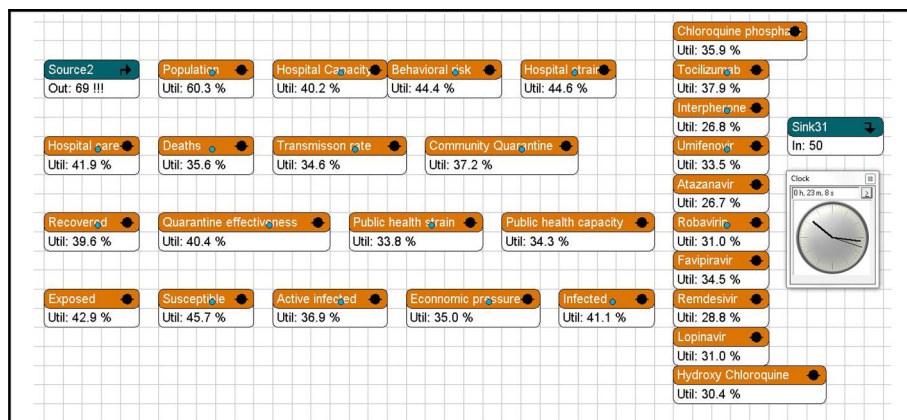 Chloroquine phospha
Util: 35.9 %
Source2
Out: 69 !!!
Population
Util: 60.3 %
Hospital Capacity
Util: 40.2 %
Behavioral risk
Util: 44.4 %
Hospital strain
Util: 44.6 %
Tocilizumab
Util: 37.9 %
Interpherone
Util: 26.8 %
Sink31
In: 50
Hospital care
Util: 41.9 %
Deaths
Util: 35.6 %
Transmisson rate
Util: 34.6 %
Community Quarantine
Util: 37.2 %
Umifenovir
Util: 33.5 %
Atazanavir
Util: 26.7 %
Clock
0 h, 23 m, 8 s
Recovered
Util: 39.6 %
Quarantine effectiveness
Util: 40.4 %
Public health strain
Util: 33.8 %
Public health capacity
Util: 34.3 %
Robavirin
Util: 31.0 %
Favipiravir
Util: 34.5 %
Exposed
Util: 42.9 %
Susceptible
Util: 45.7 %
Active infected
Util: 36.9 %
Econnomic pressure
Util: 35.0 %
Infected
Util: 41.1 %
Remdesivir
Util: 28.8 %
Lopinavir
Util: 31.0 %
Hydroxy Chloroquine
Util: 30.4 %